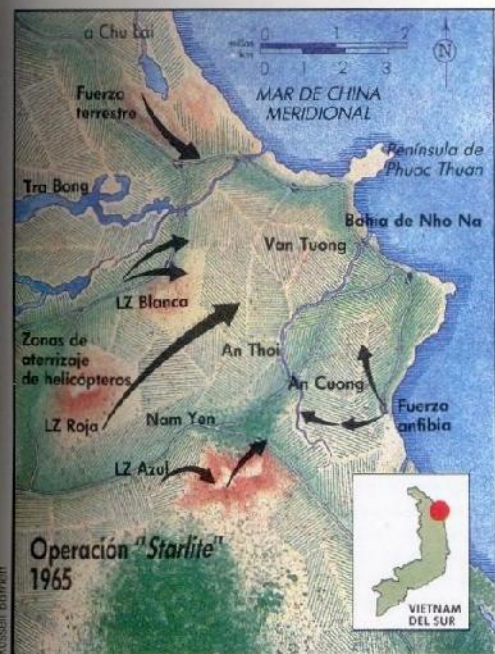 a Chu Lai
millas
km
0 1 2
0 1 2 3
N
Fuerza
terrestre
MAR DE CHINA
MERIDIONAL
Península de
Phuoc Thuan
Tra Bong
Bahía de Nho Na
Van Tuong
LZ Blanca
Zonas de
aterrizaje
de helicópteros
An Thoi
An Cuong
LZ Roja
Nam Yen
Fuerza
anfibia
LZ Azul
Operación "Starlite"
1965
VIETNAM
DEL SUR